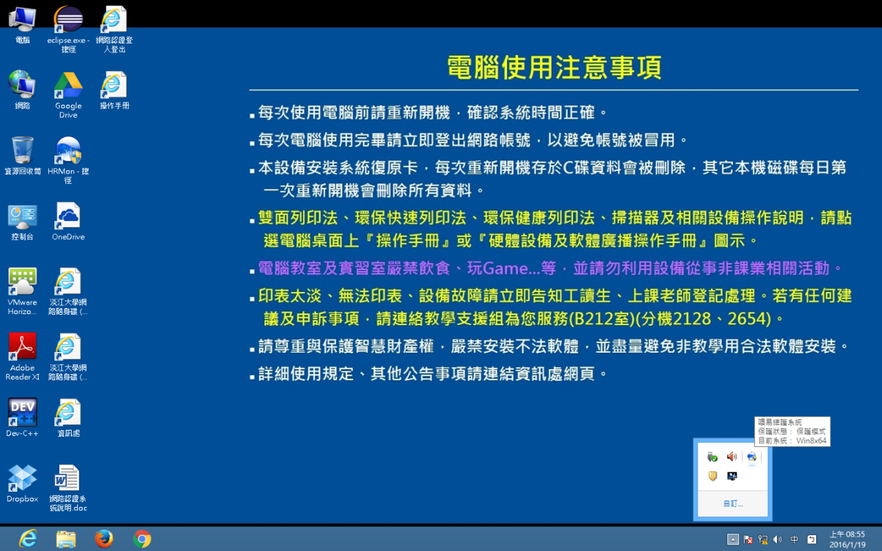 電腦
eclipse.exe - 捷徑
網路認證登
入登出
網路
Google
Drive
操作手冊
資源回收筒
HRMon - 捷
徑
控制台
OneDrive
VMware
Horizo...
淡江大學網
路隨身碟 (...
Adobe
Reader XI
淡江大學網
路隨身碟 (...
DEV
Dev-C++
資訊處
Dropbox
網路認證系
統說明.doc
電腦使用注意事項
每次使用電腦前請重新開機，確認系統時間正確。
每次電腦使用完畢請立即登出網路帳號，以避免帳號被冒用。
本設備安裝系統復原卡，每次重新開機存於C碟資料會被刪除，其它本機磁碟每日第
一次重新開機會刪除所有資料。
雙面列印法、環保快速列印法、環保健康列印法、掃描器及相關設備操作說明，請點
選電腦桌面上『操作手冊』或『硬體設備及軟體廣播操作手冊』圖示。
電腦教室及實習室嚴禁飲食、玩Game...等，並請勿利用設備從事非課業相關活動。
印表太淡、無法印表、設備故障請立即告知工讀生、上課老師登記處理。若有任何建
議及申訴事項，請連絡教學支援組為您服務(B212室)(分機2128、2654)。
請尊重與保護智慧財產權，嚴禁安裝不法軟體，並盡量避免非教學用合法軟體安裝。
詳細使用規定、其他公告事項請連結資訊處網頁。
保護狀態： 保護模式
目前系統： Win8x64
自訂...
中
上午 08:55
2016/1/19